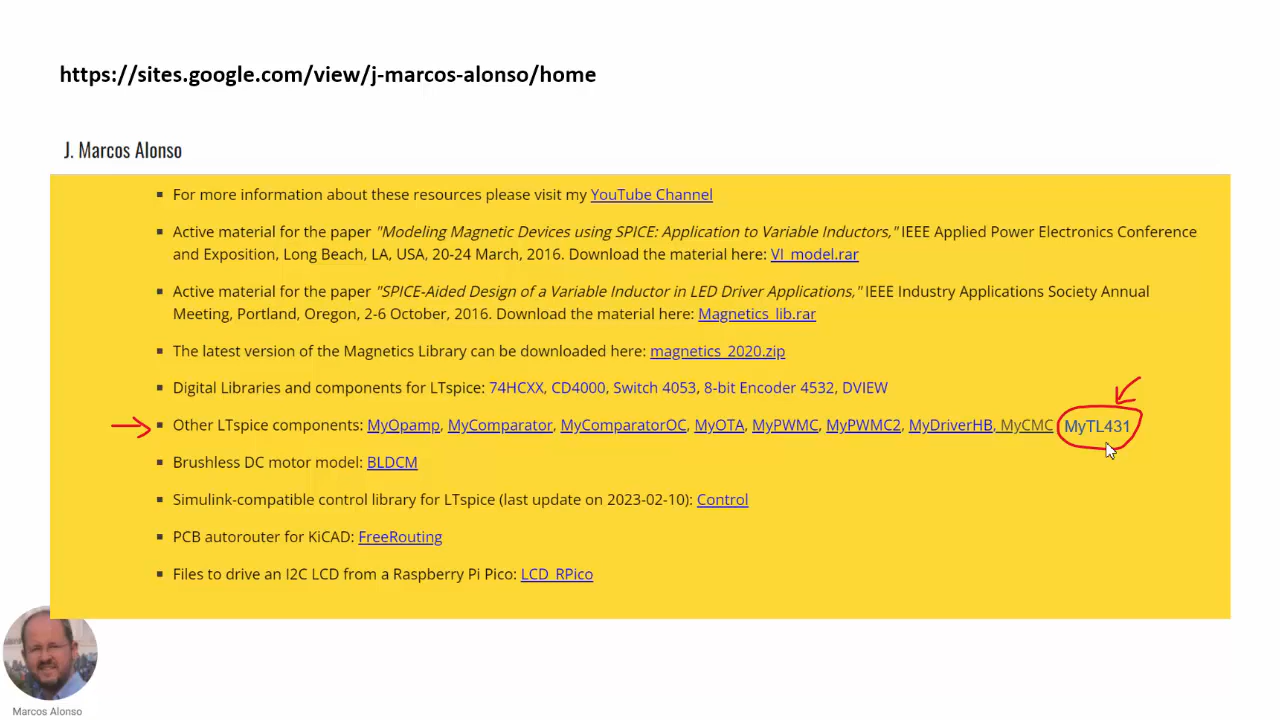 https://sites.google.com/view/j-marcos-alonso/home
J. Marcos Alonso
For more information about these resources please visit my YouTube Channel
Active material for the paper "Modeling Magnetic Devices using SPICE: Application to Variable Inductors," IEEE Applied Power Electronics Conference
and Exposition, Long Beach, LA, USA, 20-24 March, 2016. Download the material here: VI_model.rar
Active material for the paper "SPICE-Aided Design of a Variable Inductor in LED Driver Applications," IEEE Industry Applications Society Annual
Meeting, Portland, Oregon, 2-6 October, 2016. Download the material here: Magnetics_lib.rar
The latest version of the Magnetics Library can be downloaded here: magnetics_2020.zip
Digital Libraries and components for LTspice: 74HCXX, CD4000, Switch 4053, 8-bit Encoder 4532, DVIEW
Other LTspice components: MyOpamp, MyComparator, MyComparatorOC, MyOTA, MyPWMC, MyPWMC2, MyDriverHB, MyCMC MyTL431
Brushless DC motor model: BLDCM
Simulink-compatible control library for LTspice (last update on 2023-02-10): Control
PCB autorouter for KiCAD: FreeRouting
Files to drive an I2C LCD from a Raspberry Pi Pico: LCD_RPico
Marcos Alonso